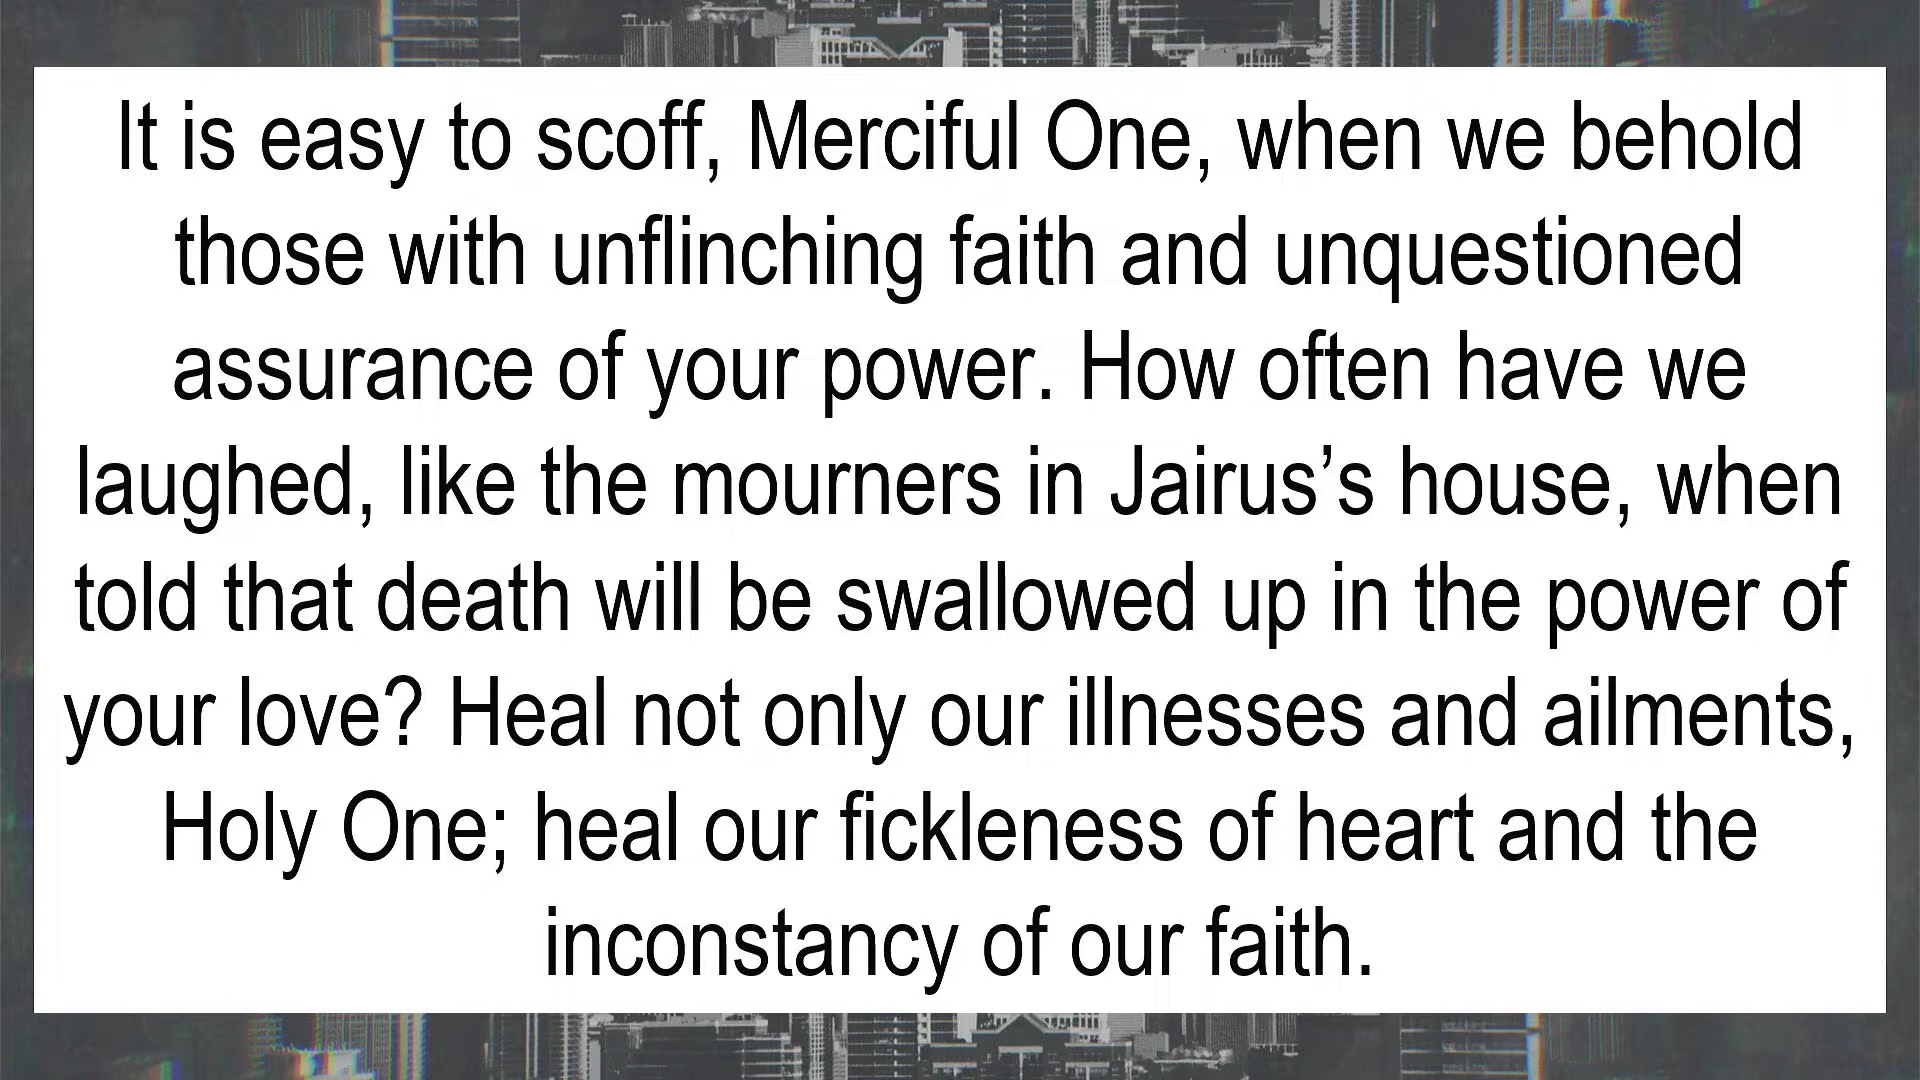 It is easy to scoff, Merciful One, when we behold
those with unflinching faith and unquestioned
assurance of your power. How often have we
laughed, like the mourners in Jairus’s house, when
told that death will be swallowed up in the power of
your love? Heal not only our illnesses and ailments,
Holy One; heal our fickleness of heart and the
inconstancy of our faith.